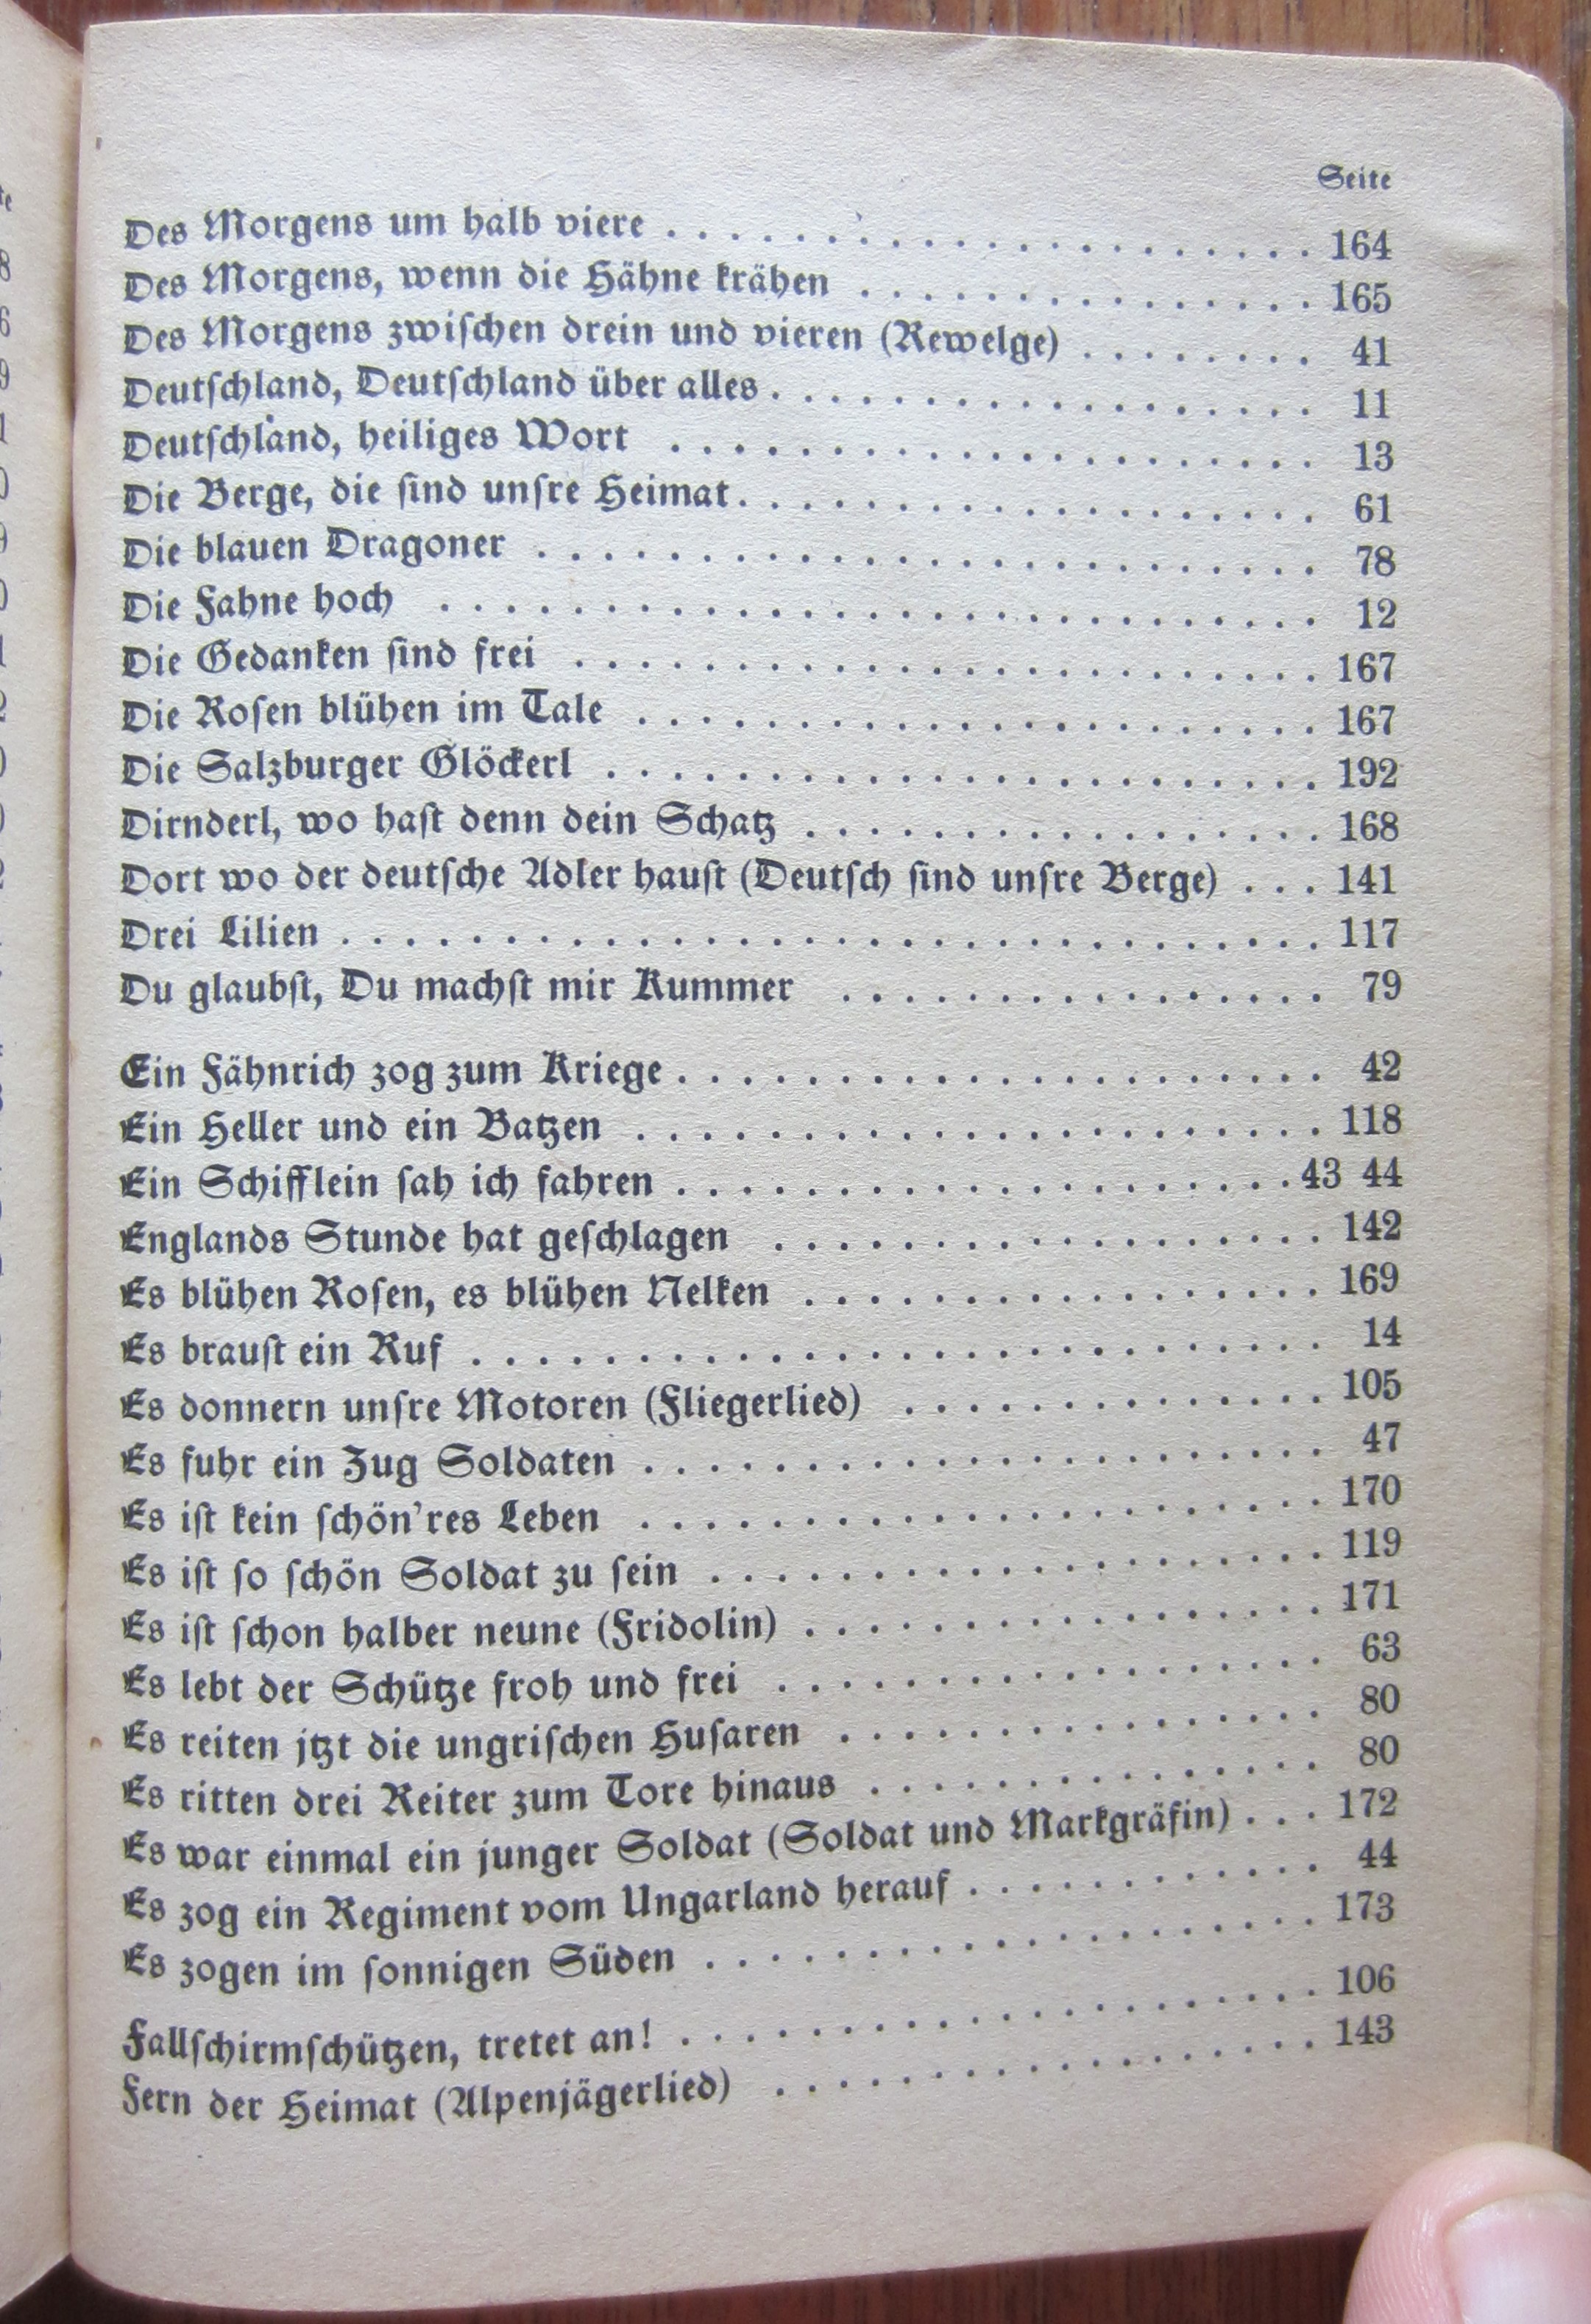 Seite
Des Morgens um halb viere . . . . . . . . . . . . . . . . . . . . 164
Des Morgens, wenn die Hähne krähen . . . . . . . . . . . . . . 165
Des Morgens zwiſchen drein und vieren (Rewelge) . . . . . . . . 41
Deutſchland, Deutſchland über alles . . . . . . . . . . . . . . . . . 11
Deutſchland, heiliges Wort . . . . . . . . . . . . . . . . . . . . 13
Die Berge, die ſind unſre Heimat . . . . . . . . . . . . . . . . . . 61
Die blauen Dragoner . . . . . . . . . . . . . . . . . . . . . . . . 78
Die Fahne hoch . . . . . . . . . . . . . . . . . . . . . . . . . . . 12
Die Gedanken ſind frei . . . . . . . . . . . . . . . . . . . . . . . 167
Die Roſen blühen im Tale . . . . . . . . . . . . . . . . . . . . . 167
Die Salzburger Glöckerl . . . . . . . . . . . . . . . . . . . . . . 192
Dirnderl, wo haſt denn dein Schatz . . . . . . . . . . . . . . . . 168
Dort wo der deutſche Adler hauſt (Deutſch ſind unſre Berge) . . . 141
Drei Lilien . . . . . . . . . . . . . . . . . . . . . . . . . . . . . . 117
Du glaubſt, Du machſt mir Kummer . . . . . . . . . . . . . . . 79
Ein Fähnrich zog zum Kriege . . . . . . . . . . . . . . . . . . . . 42
Ein Heller und ein Batzen . . . . . . . . . . . . . . . . . . . . . 118
Ein Schifflein ſah ich fahren . . . . . . . . . . . . . . . . . . . 43 44
Englands Stunde hat geſchlagen . . . . . . . . . . . . . . . . . 142
Es blühen Roſen, es blühen Nelken . . . . . . . . . . . . . . . . 169
Es brauſt ein Ruf . . . . . . . . . . . . . . . . . . . . . . . . . . 14
Es donnern unſre Motoren (Fliegerlied) . . . . . . . . . . . . . 105
Es fuhr ein Zug Soldaten . . . . . . . . . . . . . . . . . . . . . 47
Es iſt kein ſchön'res Leben . . . . . . . . . . . . . . . . . . . . . 170
Es iſt ſo ſchön Soldat zu ſein . . . . . . . . . . . . . . . . . . . 119
Es iſt ſchon halber neune (Fridolin) . . . . . . . . . . . . . . . . 171
Es lebt der Schütze froh und frei . . . . . . . . . . . . . . . . . 63
Es reiten jtzt die ungriſchen Huſaren . . . . . . . . . . . . . . . 80
Es ritten drei Reiter zum Tore hinaus . . . . . . . . . . . . . . 80
Es war einmal ein junger Soldat (Soldat und Markgräfin) . . . 172
Es zog ein Regiment vom Ungarland herauf . . . . . . . . . . . 44
Es zogen im ſonnigen Süden . . . . . . . . . . . . . . . . . . . 173
Fallſchirmſchützen, tretet an! . . . . . . . . . . . . . . . . . . . . 106
Fern der Heimat (Alpenjägerlied) . . . . . . . . . . . . . . . . . 143